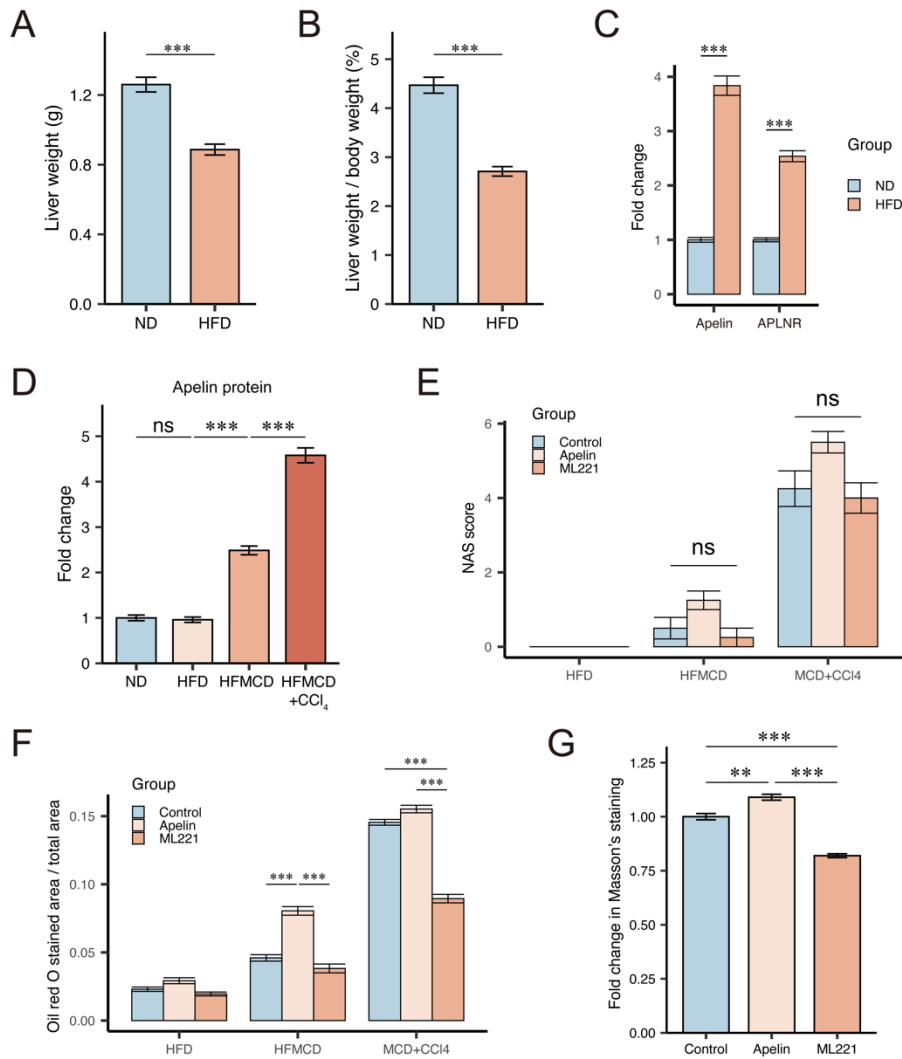 A
Liver weight (g)
1.2
0.8
0.4
0.0
***
ND
HFD
B
Liver weight / body weight (%)
5
4
3
2
1
0
***
ND
HFD
C
Fold change
4
3
2
1
0
***
***
Apelin
APLNR
Group
ND
HFD
D
Apelin protein
Fold change
5
4
3
2
1
0
ns
***
***
ND
HFD
HFMCD
HFMCD
+CCl₄
E
NAS score
6
4
2
0
Group
Control
Apelin
ML221
ns
ns
HFD
HFMCD
MCD+CCl4
F
Oil red O stained area / total area
0.15
0.10
0.05
0.00
Group
Control
Apelin
ML221
***
***
***
***
HFD
HFMCD
MCD+CCl4
G
Fold change in Masson's staining
1.25
1.00
0.75
0.50
0.25
0.00
***
**
***
Control
Apelin
ML221